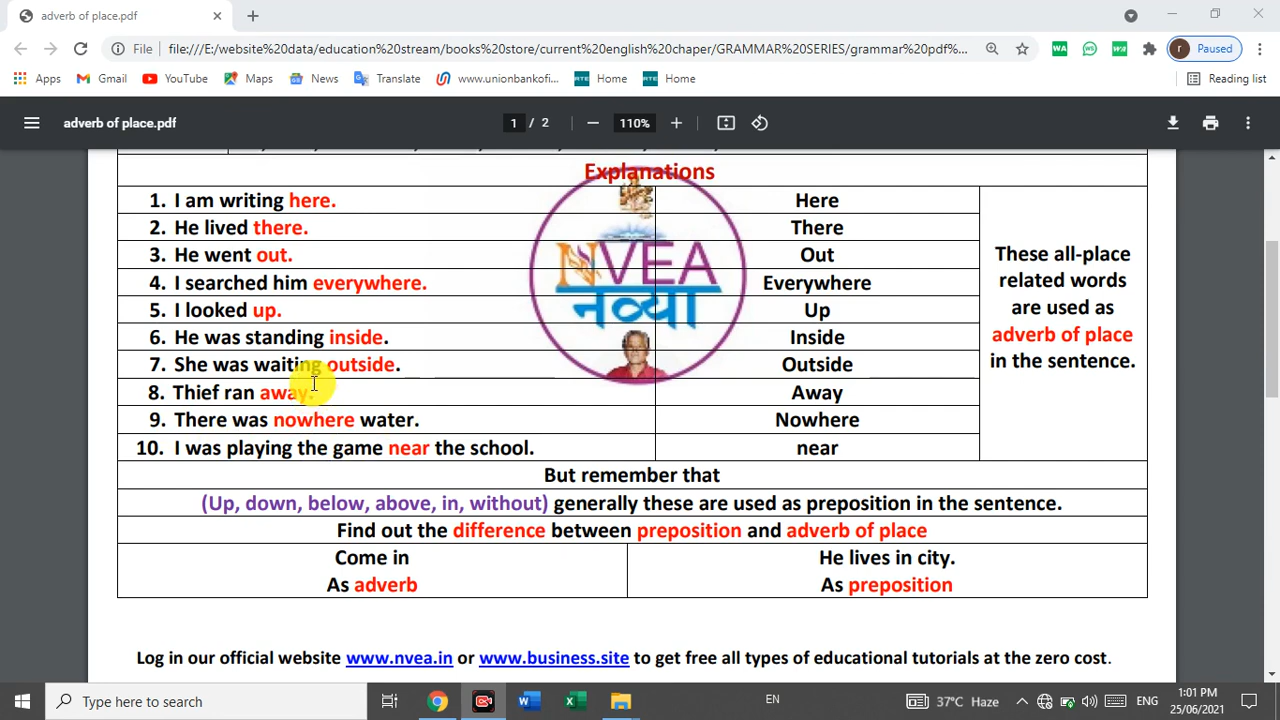 adverb of place.pdf
File
file:///E:/website%20data/education%20stream/books%20store/current%20english%20chaper/GRAMMAR%20SERIES/grammar%20pdf%...
WA
r Paused
Apps Gmail YouTube Maps News Translate www.unionbankofi... RTE Home RTE Home Reading list
adverb of place.pdf 1 / 2 110%
Explanations
1. I am writing here. Here
2. He lived there. There
3. He went out. Out
4. I searched him everywhere. Everywhere
5. I looked up. Up
6. He was standing inside. Inside
7. She was waiting outside. Outside
8. Thief ran away. Away
9. There was nowhere water. Nowhere
10. I was playing the game near the school. near
These all-place
related words
are used as
adverb of place
in the sentence.
NVEA
नव्या
But remember that
(Up, down, below, above, in, without) generally these are used as preposition in the sentence.
Find out the difference between preposition and adverb of place
Come in He lives in city.
As adverb As preposition
Log in our official website www.nvea.in or www.business.site to get free all types of educational tutorials at the zero cost.
Type here to search
EN
37°C Haze
ENG
1:01 PM
25/06/2021